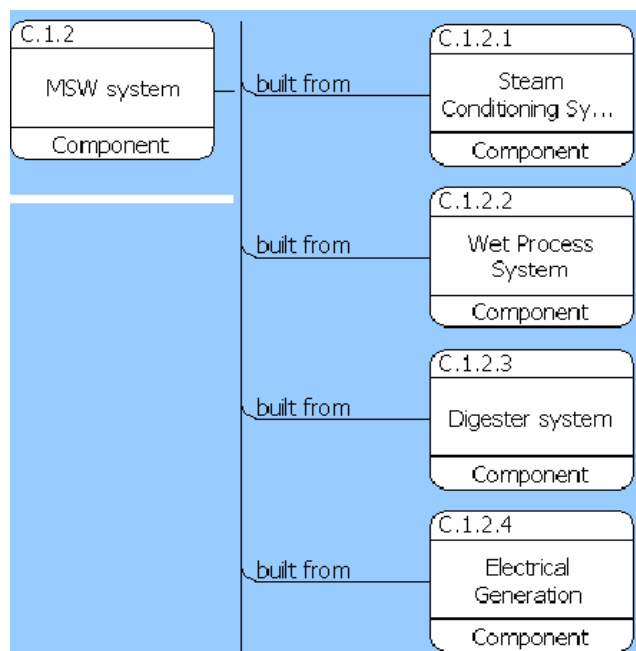 C.1.2
MSW system
Component
built from
C.1.2.1
Steam
Conditioning Sy...
Component
built from
C.1.2.2
Wet Process
System
Component
built from
C.1.2.3
Digester system
Component
built from
C.1.2.4
Electrical
Generation
Component